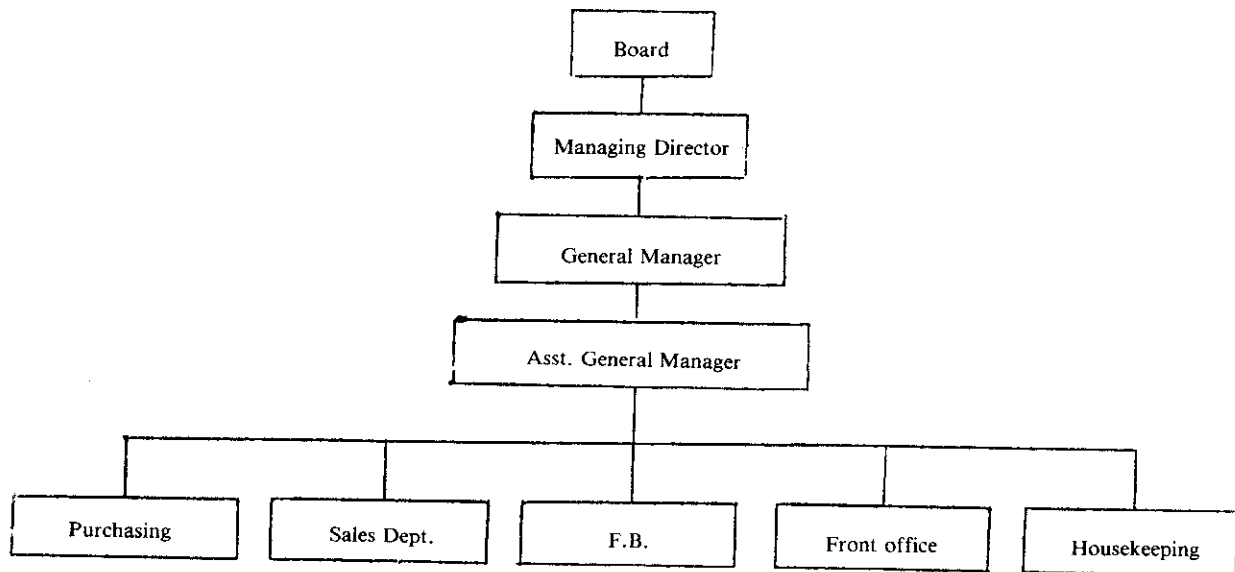 Board
Managing Director
General Manager
Asst. General Manager
Purchasing
Sales Dept.
F.B.
Front office
Housekeeping